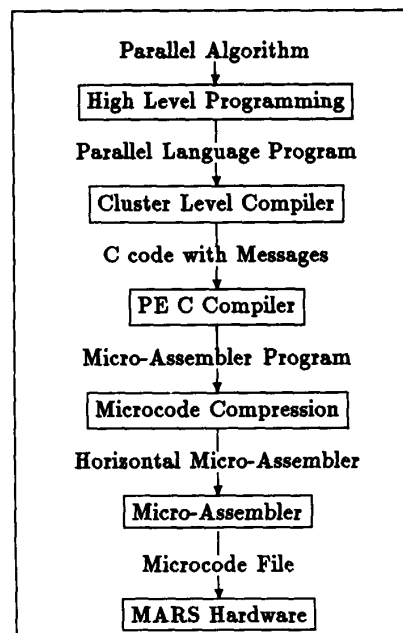 Parallel Algorithm
High Level Programming
Parallel Language Program
Cluster Level Compiler
C code with Messages
PE C Compiler
Micro-Assembler Program
Microcode Compression
Horizontal Micro-Assembler
Micro-Assembler
Microcode File
MARS Hardware